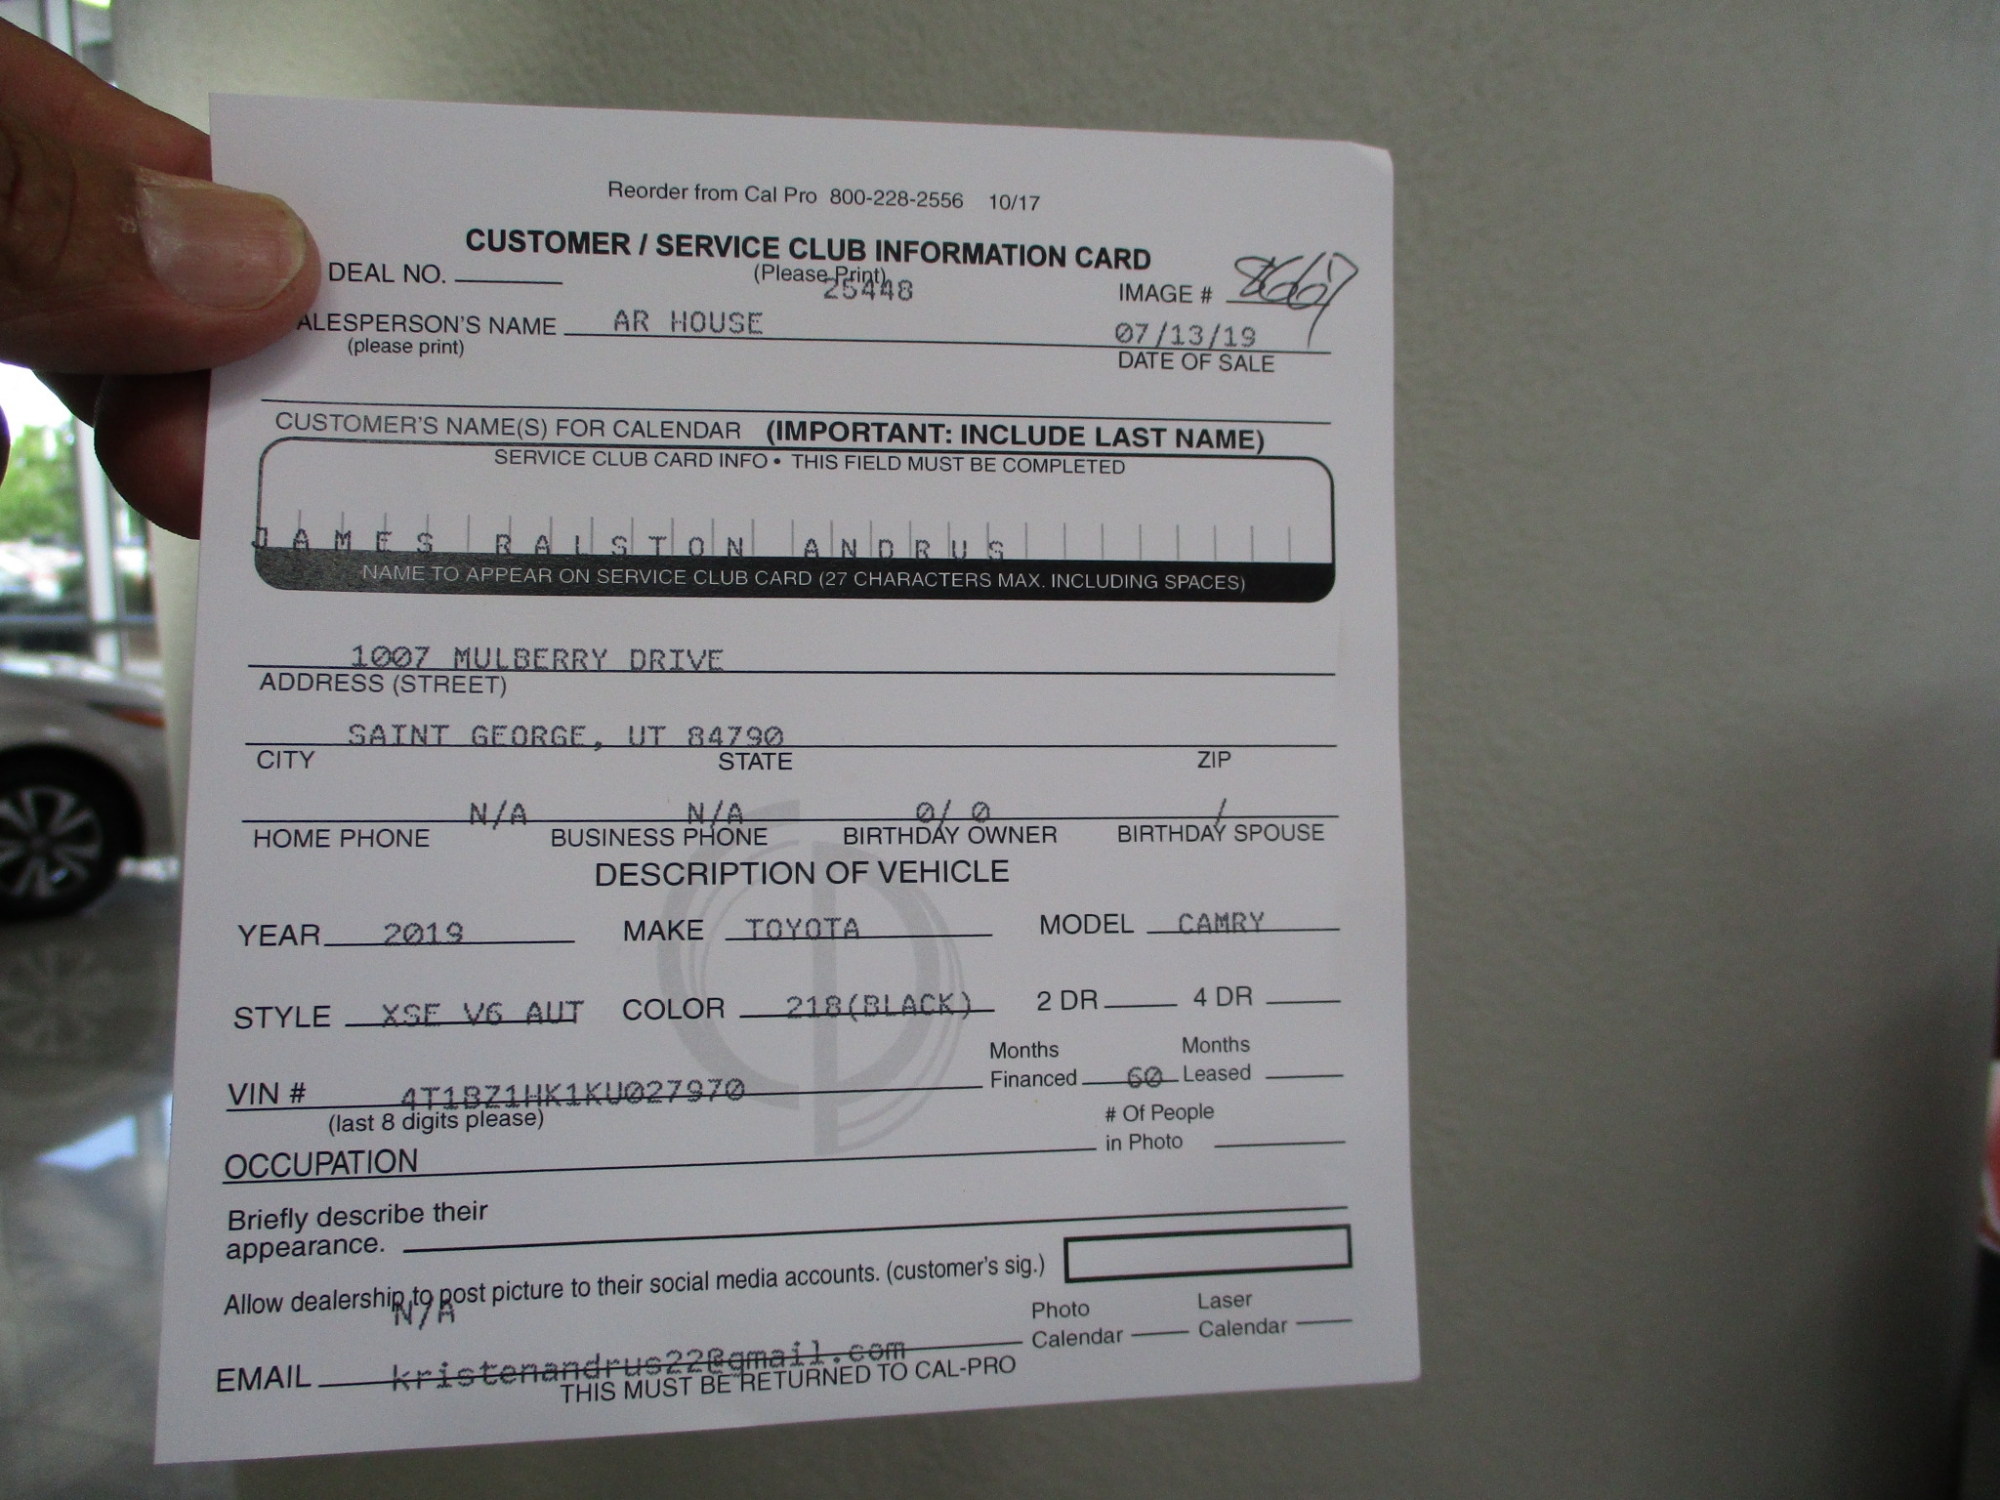 Reorder from Cal Pro 800-228-2556 10/17
CUSTOMER / SERVICE CLUB INFORMATION CARD
(Please Print)
DEAL NO. 25448 IMAGE #
ALESPERSON'S NAME AR HOUSE 07/13/19
(please print) DATE OF SALE
CUSTOMER'S NAME(S) FOR CALENDAR (IMPORTANT: INCLUDE LAST NAME)
SERVICE CLUB CARD INFO • THIS FIELD MUST BE COMPLETED
JAMES RALSTON ANDRUS
NAME TO APPEAR ON SERVICE CLUB CARD (27 CHARACTERS MAX. INCLUDING SPACES)
1007 MULBERRY DRIVE
ADDRESS (STREET)
SAINT GEORGE, UT 84790
CITY STATE ZIP
N/A N/A 0/ 0 /
HOME PHONE BUSINESS PHONE BIRTHDAY OWNER BIRTHDAY SPOUSE
DESCRIPTION OF VEHICLE
YEAR 2019 MAKE TOYOTA MODEL CAMRY
STYLE XSE V6 AUT COLOR 218(BLACK) 2 DR 4 DR
VIN # 4T1BZ1HK1KU027970 Months Financed 60 Months Leased
(last 8 digits please)
OCCUPATION # Of People in Photo
Briefly describe their
appearance.
Allow dealership to post picture to their social media accounts. (customer's sig.)
N/A
EMAIL kristenandrus22@gmail.com Photo Calendar Laser Calendar
THIS MUST BE RETURNED TO CAL-PRO